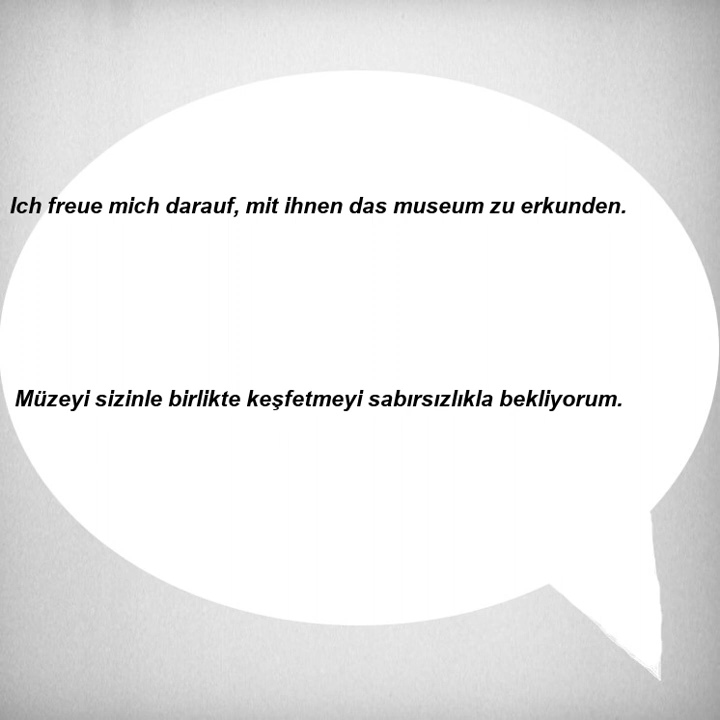 Ich freue mich darauf, mit ihnen das museum zu erkunden.
Müzeyi sizinle birlikte keşfetmeyi sabırsızlıkla bekliyorum.